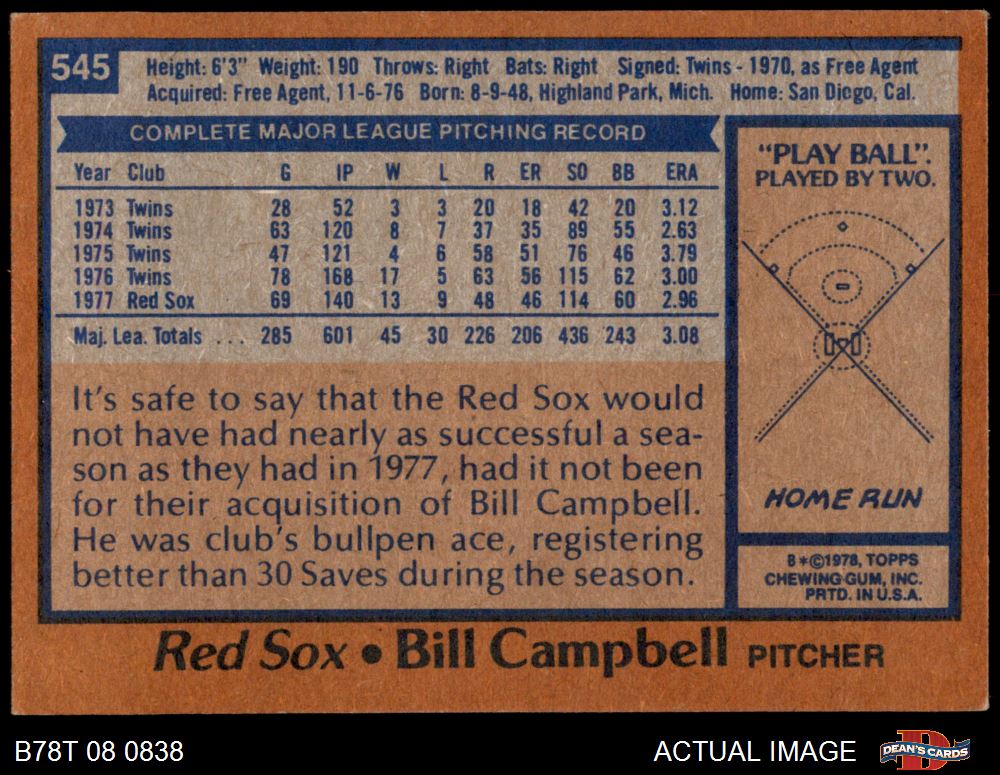 545
Height: 6'3" Weight: 190 Throws: Right Bats: Right Signed: Twins - 1970, as Free Agent
Acquired: Free Agent, 11-6-76 Born: 8-9-48, Highland Park, Mich. Home: San Diego, Cal.
COMPLETE MAJOR LEAGUE PITCHING RECORD
Year Club G IP W L R ER SO BB ERA
1973 Twins 28 52 3 3 20 18 42 20 3.12
1974 Twins 63 120 8 7 37 35 89 55 2.63
1975 Twins 47 121 4 6 58 51 76 46 3.79
1976 Twins 78 168 17 5 63 56 115 62 3.00
1977 Red Sox 69 140 13 9 48 46 114 60 2.96
Maj. Lea. Totals ... 285 601 45 30 226 206 436 243 3.08
It's safe to say that the Red Sox would
not have had nearly as successful a sea-
son as they had in 1977, had it not been
for their acquisition of Bill Campbell.
He was club's bullpen ace, registering
better than 30 Saves during the season.
"PLAY BALL".
PLAYED BY TWO.
HOME RUN
B*©1978, TOPPS
CHEWING GUM, INC.
PRTD. IN U.S.A.
Red Sox • Bill Campbell PITCHER
B78T 08 0838
ACTUAL IMAGE
D
DEAN'S CARDS